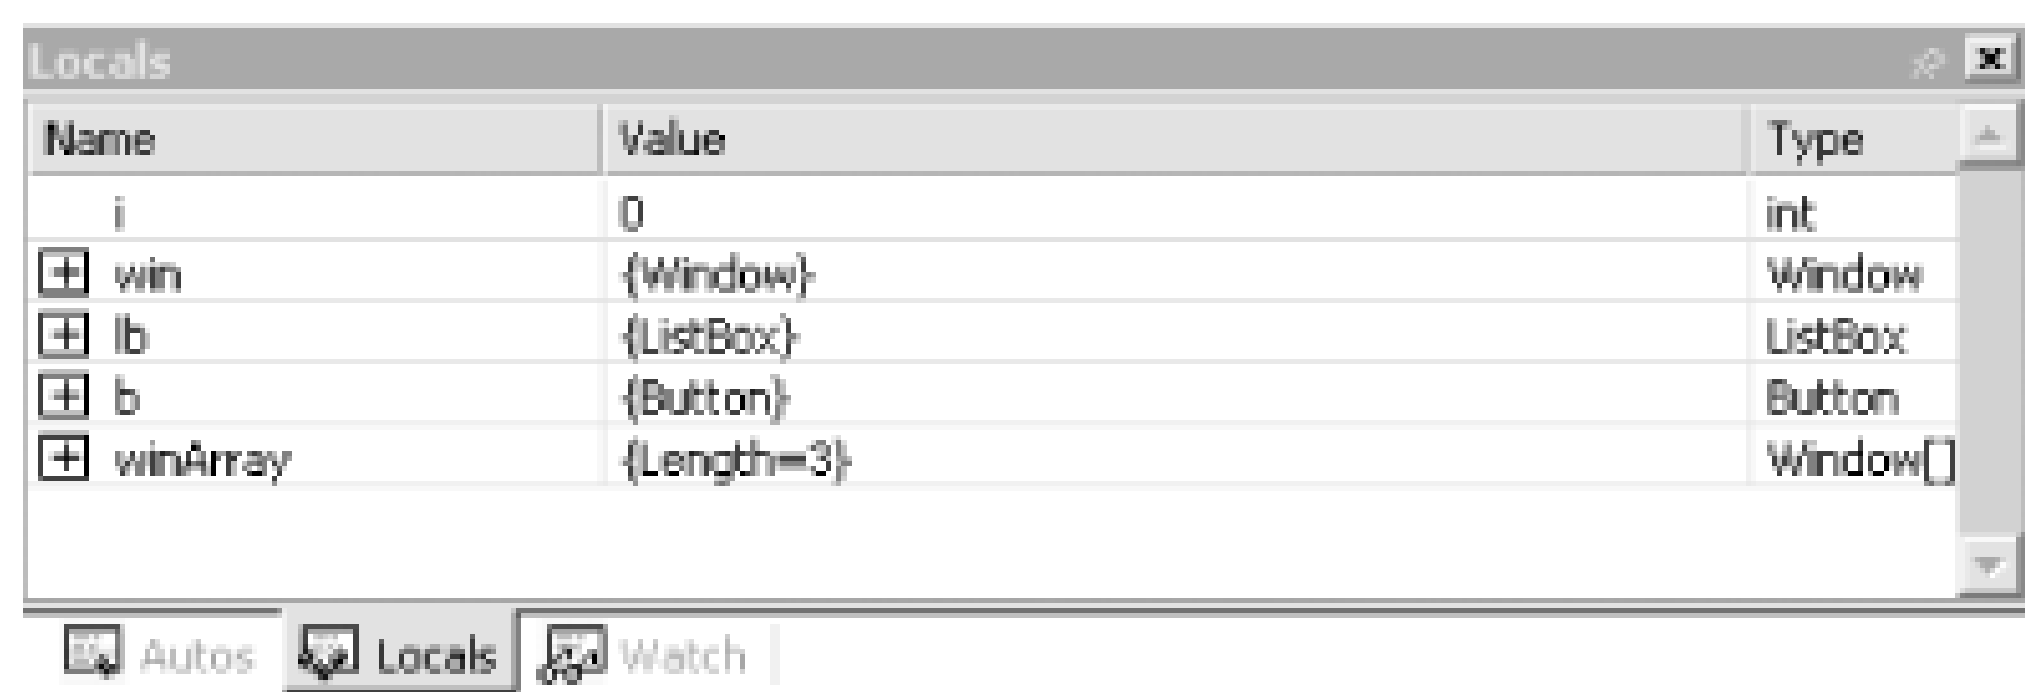 Locals
Name Value Type
i 0 int
win {Window} Window
lb {ListBox} ListBox
b {Button} Button
winArray {Length=3} Window[]
Autos Locals Watch